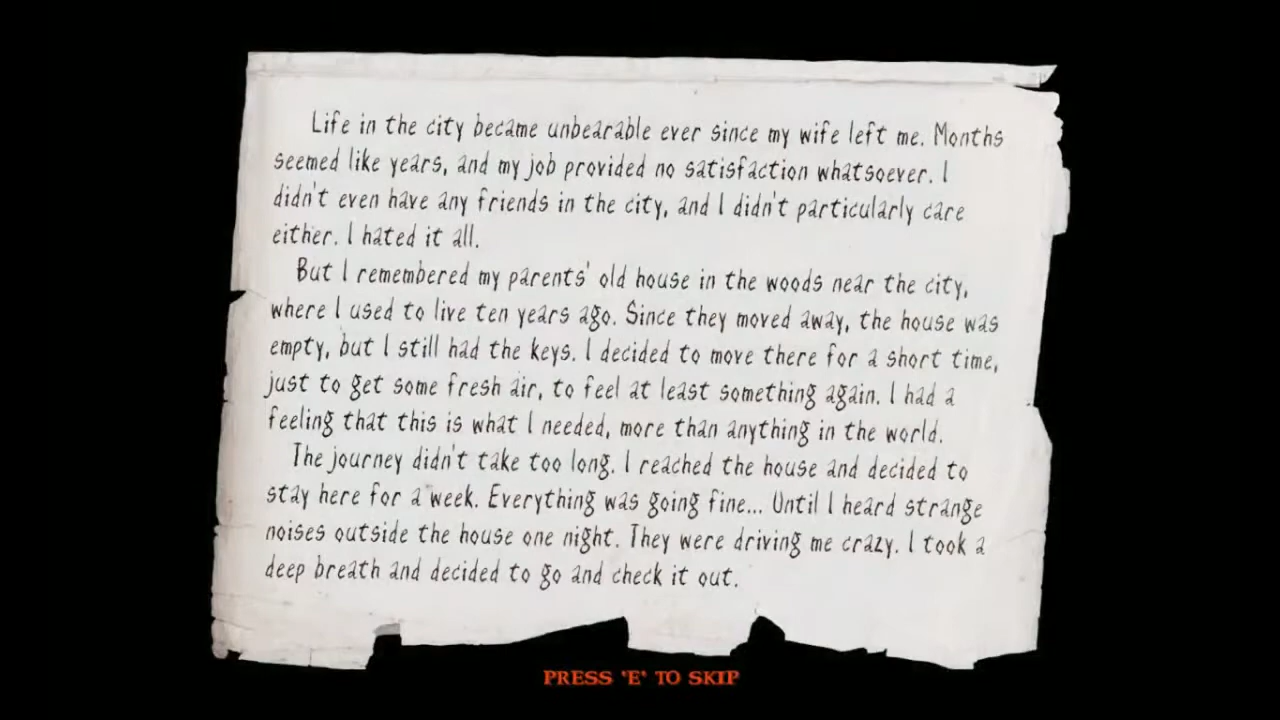 Life in the city became unbearable ever since my wife left me. Months
seemed like years, and my job provided no satisfaction whatsoever. I
didn't even have any friends in the city, and I didn't particularly care
either. I hated it all.
But I remembered my parents' old house in the woods near the city,
where I used to live ten years ago. Since they moved away, the house was
empty, but I still had the keys. I decided to move there for a short time,
just to get some fresh air, to feel at least something again. I had a
feeling that this is what I needed, more than anything in the world.
The journey didn't take too long. I reached the house and decided to
stay here for a week. Everything was going fine... Until I heard strange
noises outside the house one night. They were driving me crazy. I took a
deep breath and decided to go and check it out.
PRESS 'E' TO SKIP